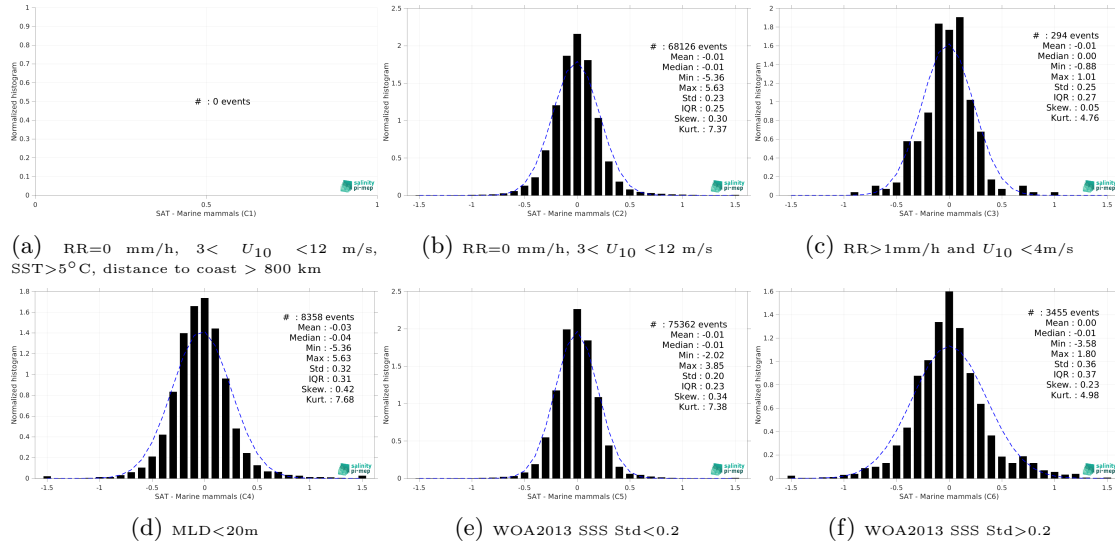 1
0.9
0.8
0.7
0.6
0.5
0.4
0.3
0.2
0.1
0
Normalized histogram
# : 0 events
salinity
pi-mep
0 0.5 1
SAT - Marine mammals (C1)
(a) RR=0 mm/h, 3< U10 <12 m/s,
SST>5°C, distance to coast > 800 km
2.5
2
1.5
1
0.5
0
Normalized histogram
# : 68126 events
Mean : -0.01
Median : -0.01
Min : -5.36
Max : 5.63
Std : 0.23
IQR : 0.25
Skew. : 0.30
Kurt. : 7.37
salinity
pi-mep
-1.5 -1 -0.5 0 0.5 1 1.5
SAT - Marine mammals (C2)
(b) RR=0 mm/h, 3< U10 <12 m/s
2
1.8
1.6
1.4
1.2
1
0.8
0.6
0.4
0.2
0
Normalized histogram
# : 294 events
Mean : -0.01
Median : 0.00
Min : -0.88
Max : 1.01
Std : 0.25
IQR : 0.27
Skew. : 0.05
Kurt. : 4.76
salinity
pi-mep
-1.5 -1 -0.5 0 0.5 1 1.5
SAT - Marine mammals (C3)
(c) RR>1mm/h and U10 <4m/s
1.8
1.6
1.4
1.2
1
0.8
0.6
0.4
0.2
0
Normalized histogram
# : 8358 events
Mean : -0.03
Median : -0.04
Min : -5.36
Max : 5.63
Std : 0.32
IQR : 0.31
Skew. : 0.42
Kurt. : 7.68
salinity
pi-mep
-1.5 -1 -0.5 0 0.5 1 1.5
SAT - Marine mammals (C4)
(d) MLD<20m
2.5
2
1.5
1
0.5
0
Normalized histogram
# : 75362 events
Mean : -0.01
Median : -0.01
Min : -2.02
Max : 3.85
Std : 0.20
IQR : 0.23
Skew. : 0.34
Kurt. : 7.38
salinity
pi-mep
-1.5 -1 -0.5 0 0.5 1 1.5
SAT - Marine mammals (C5)
(e) WOA2013 SSS Std<0.2
1.6
1.4
1.2
1
0.8
0.6
0.4
0.2
0
Normalized histogram
# : 3455 events
Mean : 0.00
Median : -0.01
Min : -3.58
Max : 1.80
Std : 0.36
IQR : 0.37
Skew. : 0.23
Kurt. : 4.98
salinity
pi-mep
-1.5 -1 -0.5 0 0.5 1 1.5
SAT - Marine mammals (C6)
(f) WOA2013 SSS Std>0.2